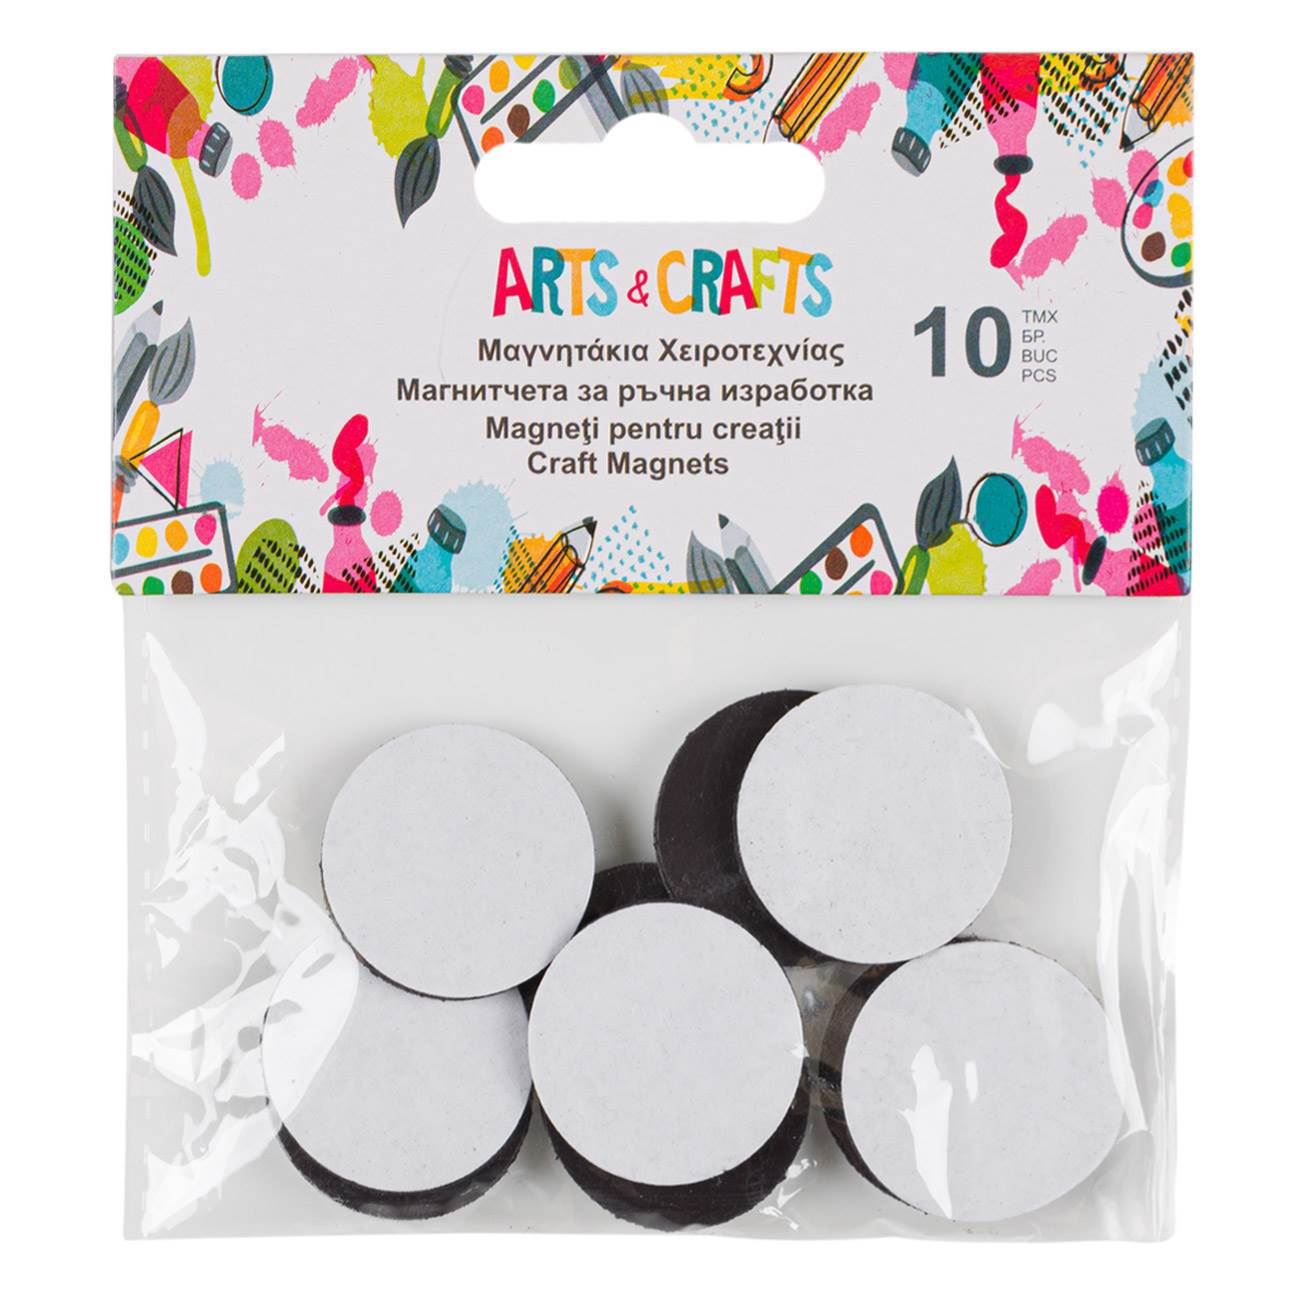 ARTS & CRAFTS
Μαγνητάκια Χειροτεχνίας
Магнитчета за ръчна изработка
Magneţi pentru creaţii
Craft Magnets
10
ΤΜΧ
БР.
BUC
PCS